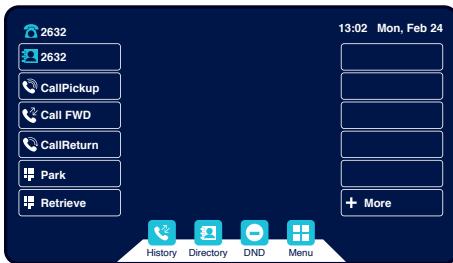 2632
13:02 Mon, Feb 24
2632
CallPickup
Call FWD
CallReturn
Park
Retrieve
More
History Directory DND Menu